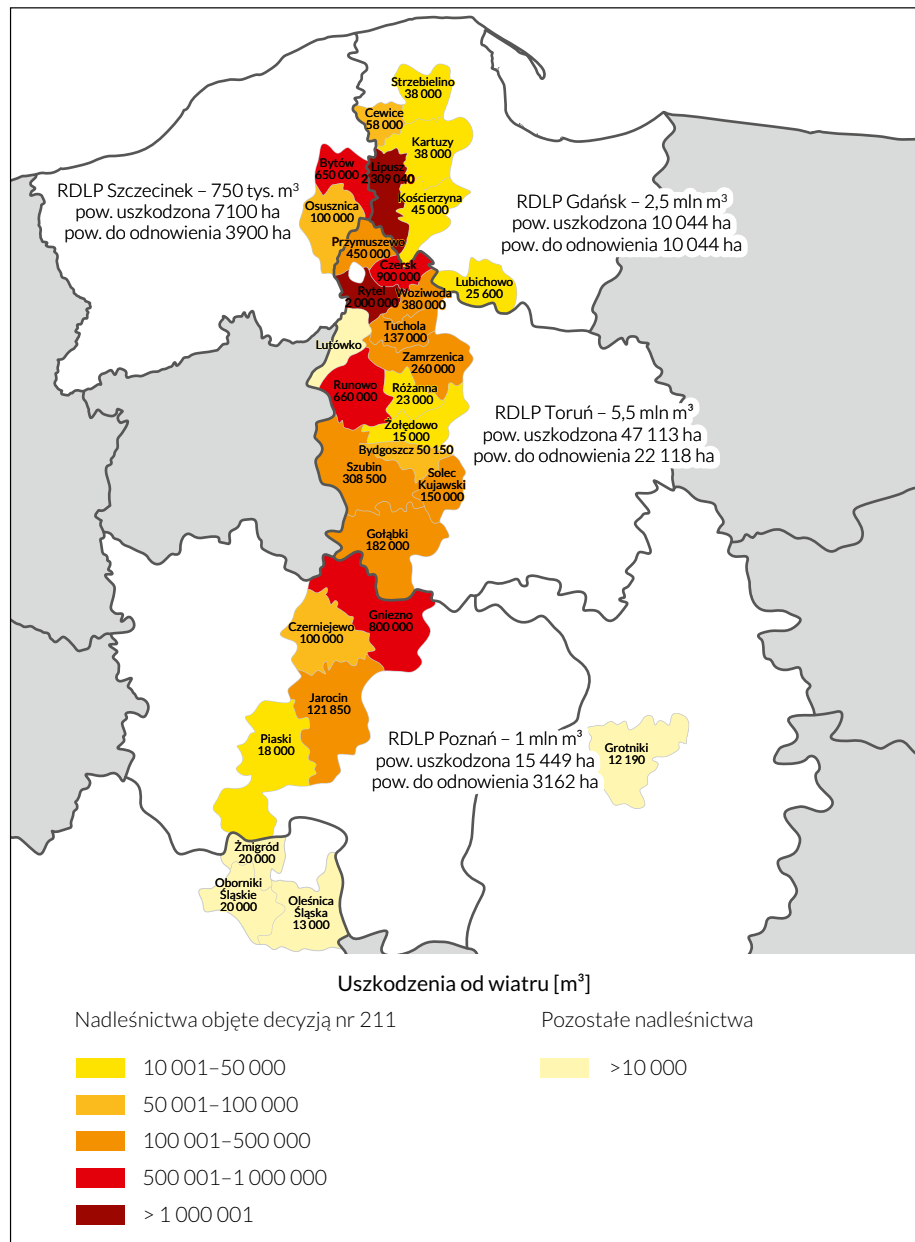 Strzebielino
38 000
Cewice
58 000
Kartuzy
38 000
Bytów
650 000
Lipusz
2 309 040
RDLP Szczecinek – 750 tys. m³
pow. uszkodzona 7100 ha
pow. do odnowienia 3900 ha
Osusznica
100 000
Kościerzyna
45 000
RDLP Gdańsk – 2,5 mln m³
pow. uszkodzona 10 044 ha
pow. do odnowienia 10 044 ha
Przymuszewo
450 000
Czersk
900 000
Lubichowo
25 600
Rytel
2 000 000
Woziwoda
380 000
Tuchola
137 000
Lutówko
Zamrzenica
260 000
Runowo
660 000
Różanna
23 000
RDLP Toruń – 5,5 mln m³
pow. uszkodzona 47 113 ha
pow. do odnowienia 22 118 ha
Żołędowo
15 000
Bydgoszcz 50 150
Szubin
308 500
Solec
Kujawski
150 000
Gołąbki
182 000
Gniezno
800 000
Czerniejewo
100 000
Jarocin
121 850
Piaski
18 000
RDLP Poznań – 1 mln m³
pow. uszkodzona 15 449 ha
pow. do odnowienia 3162 ha
Grotniki
12 190
Żmigród
20 000
Oborniki
Śląskie
20 000
Oleśnica
Śląska
13 000
Uszkodzenia od wiatru [m³]
Nadleśnictwa objęte decyzją nr 211
10 001–50 000
50 001–100 000
100 001–500 000
500 001–1 000 000
> 1 000 001
Pozostałe nadleśnictwa
>10 000